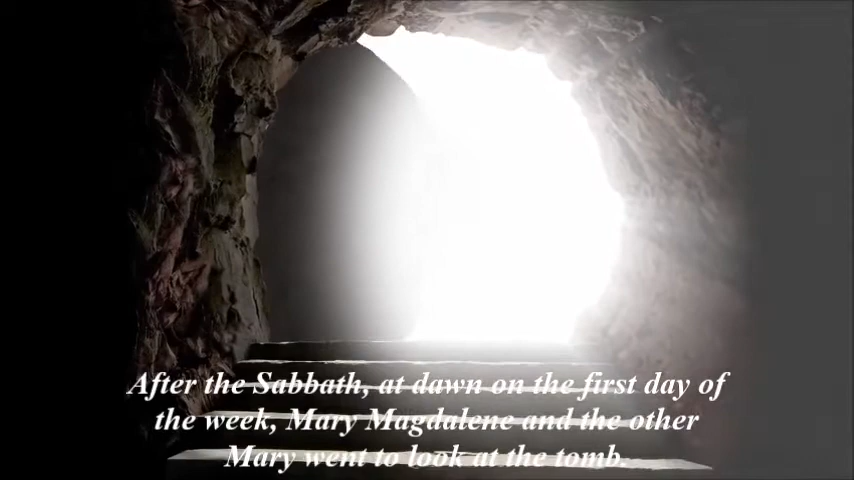 After the Sabbath, at dawn on the first day of
the week, Mary Magdalene and the other
Mary went to look at the tomb.